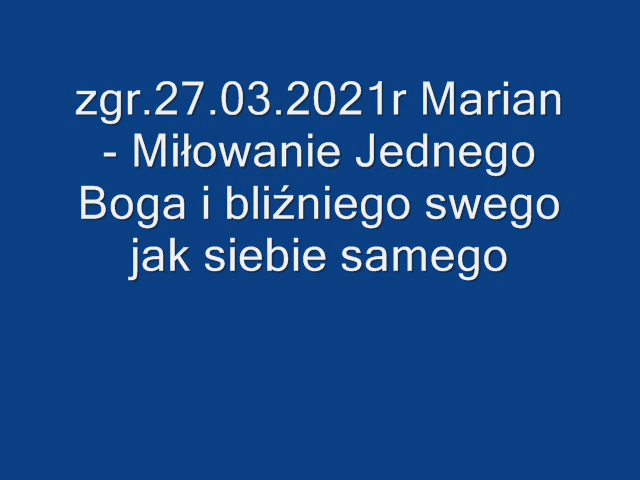 zgr.27.03.2021r Marian
- Miłowanie Jednego
Boga i bliźniego swego
jak siebie samego